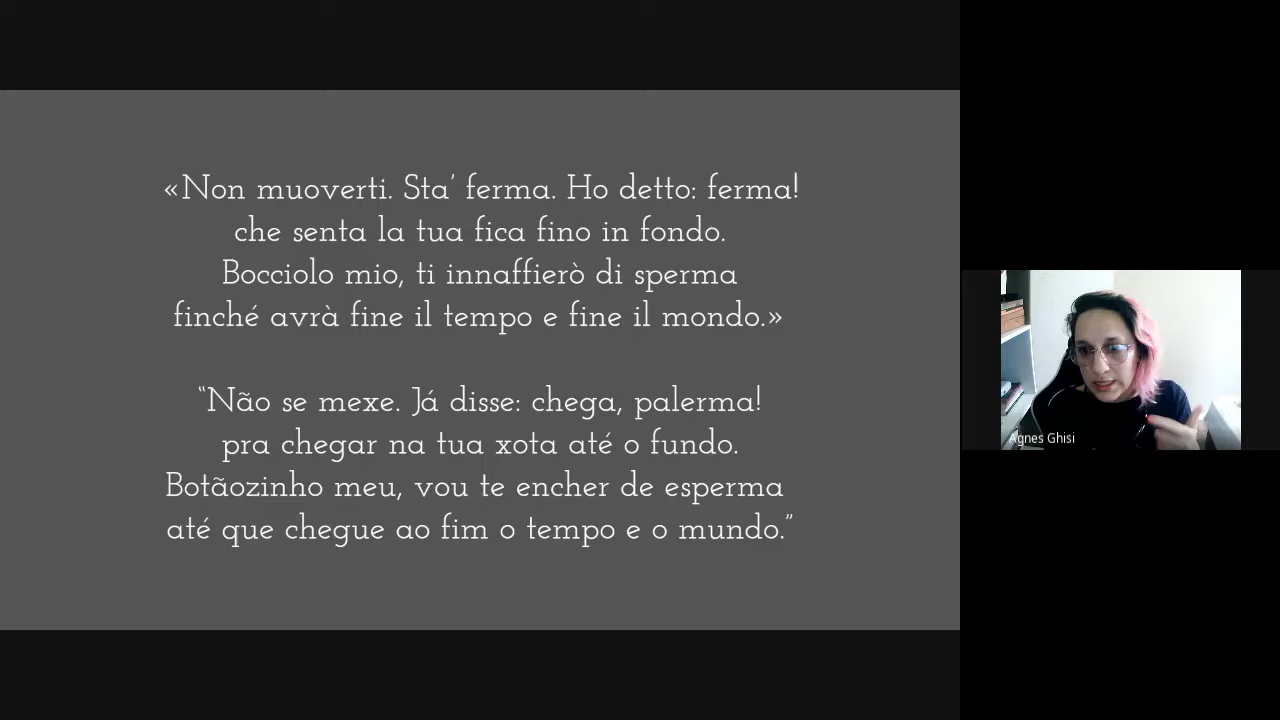 «Non muoverti. Sta' ferma. Ho detto: ferma!
che senta la tua fica fino in fondo.
Bocciolo mio, ti innaffierò di sperma
finché avrà fine il tempo e fine il mondo.»
“Não se mexe. Já disse: chega, palerma!
pra chegar na tua xota até o fundo.
Botãozinho meu, vou te encher de esperma
até que chegue ao fim o tempo e o mundo.”
Agnes Ghisi